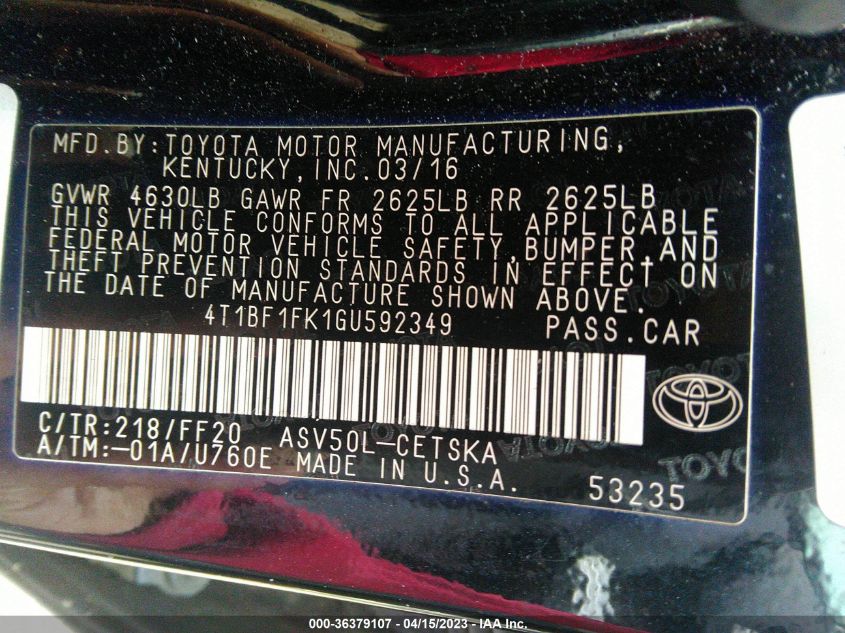 MFD.BY:TOYOTA MOTOR MANUFACTURING,
KENTUCKY,INC.03/16
GVWR 4630LB GAWR FR 2625LB RR 2625LB
THIS VEHICLE CONFORMS TO ALL APPLICABLE
FEDERAL MOTOR VEHICLE SAFETY,BUMPER,AND
THEFT PREVENTION STANDARDS IN EFFECT ON
THE DATE OF MANUFACTURE SHOWN ABOVE.
4T1BF1FK1GU592349 PASS.CAR
C/TR:218/FF20 ASV50L-CETSKA
A/TM:-01A/U760E MADE IN U.S.A.
53235
000-36379107 - 04/15/2023 - Copyright © IAA, Inc.